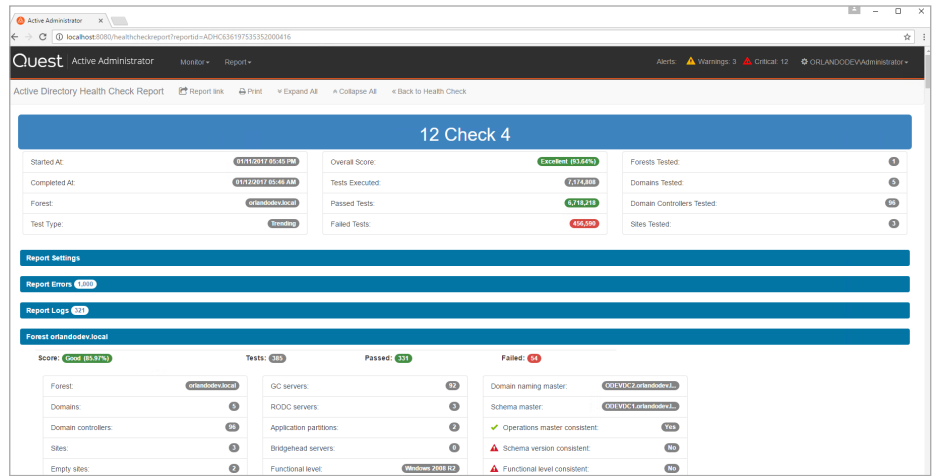 Active Administrator
localhost:8080/healthcheckreport?reportid=ADHC636197535352000416
Quest Active Administrator Monitor Report Alerts: Warnings: 3 Critical: 12 ORLANDODEV\Administrator
Active Directory Health Check Report Report link Print Expand All Collapse All Back to Health Check
12 Check 4
Started At: 01/11/2017 05:45 PM Overall Score: Excellent (93.64%) Forests Tested: 1
Completed At: 01/12/2017 05:46 AM Tests Executed: 7,174,808 Domains Tested: 5
Forest: orlandodev.local Passed Tests: 6,718,218 Domain Controllers Tested: 96
Test Type: Trending Failed Tests: 456,590 Sites Tested: 3
Report Settings
Report Errors 1,000
Report Logs 321
Forest orlandodev.local
Score: Good (85.97%) Tests: 385 Passed: 331 Failed: 54
Forest: orlandodev.local GC servers: 92 Domain naming master: ODEVDC2.orlandodev.l...
Domains: 5 RODC servers: 3 Schema master: ODEVDC1.orlandodev.l...
Domain controllers: 96 Application partitions: 2 Operations master consistent: Yes
Sites: 3 Bridgehead servers: 0 Schema version consistent: No
Empty sites: 2 Functional level: Windows 2008 R2 Functional level consistent: No